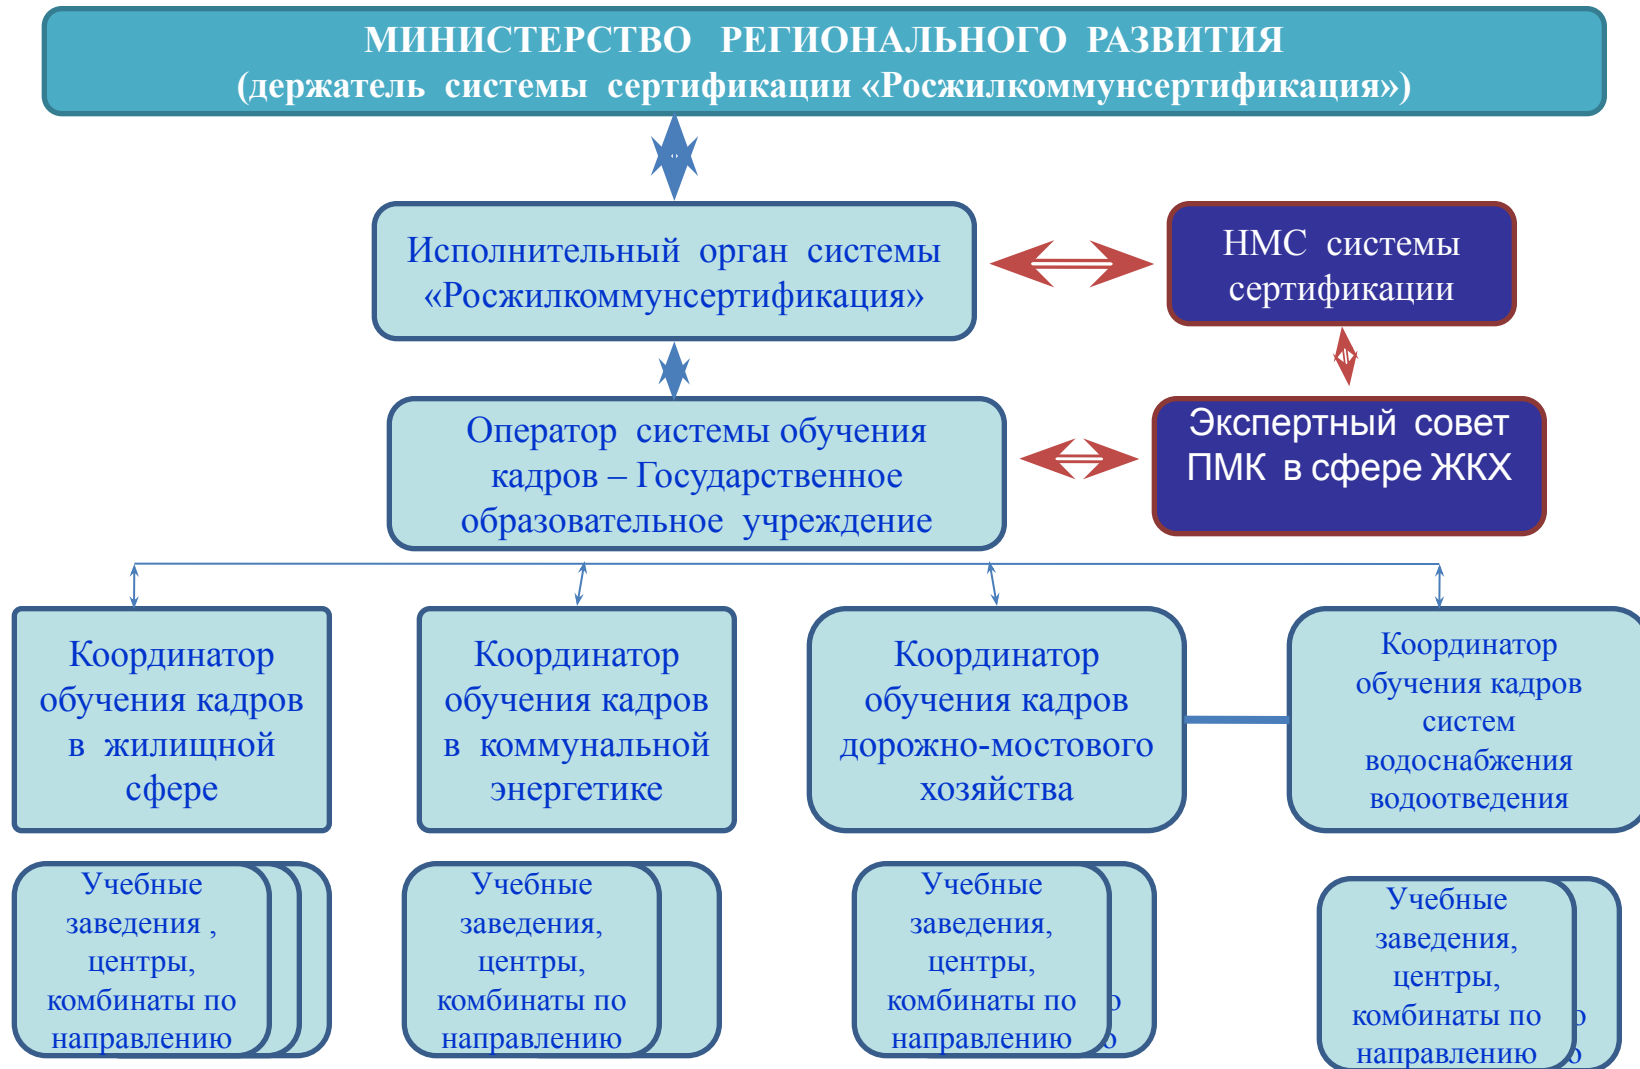 МИНИСТЕРСТВО РЕГИОНАЛЬНОГО РАЗВИТИЯ
(держатель системы сертификации «Росжилкоммунсертификация»)
Исполнительный орган системы
«Росжилкоммунсертификация»
НМС системы
сертификации
Оператор системы обучения
кадров – Государственное
образовательное учреждение
Экспертный совет
ПМК в сфере ЖКХ
Координатор
обучения кадров
в жилищной
сфере
Координатор
обучения кадров
в коммунальной
энергетике
Координатор
обучения кадров
дорожно-мостового
хозяйства
Координатор
обучения кадров
систем
водоснабжения
водоотведения
Учебные
заведения ,
центры,
комбинаты по
направлению
Учебные
заведения,
центры,
комбинаты по
направлению
Учебные
заведения,
центры,
комбинаты по
направлению
Учебные
заведения,
центры,
комбинаты по
направлению